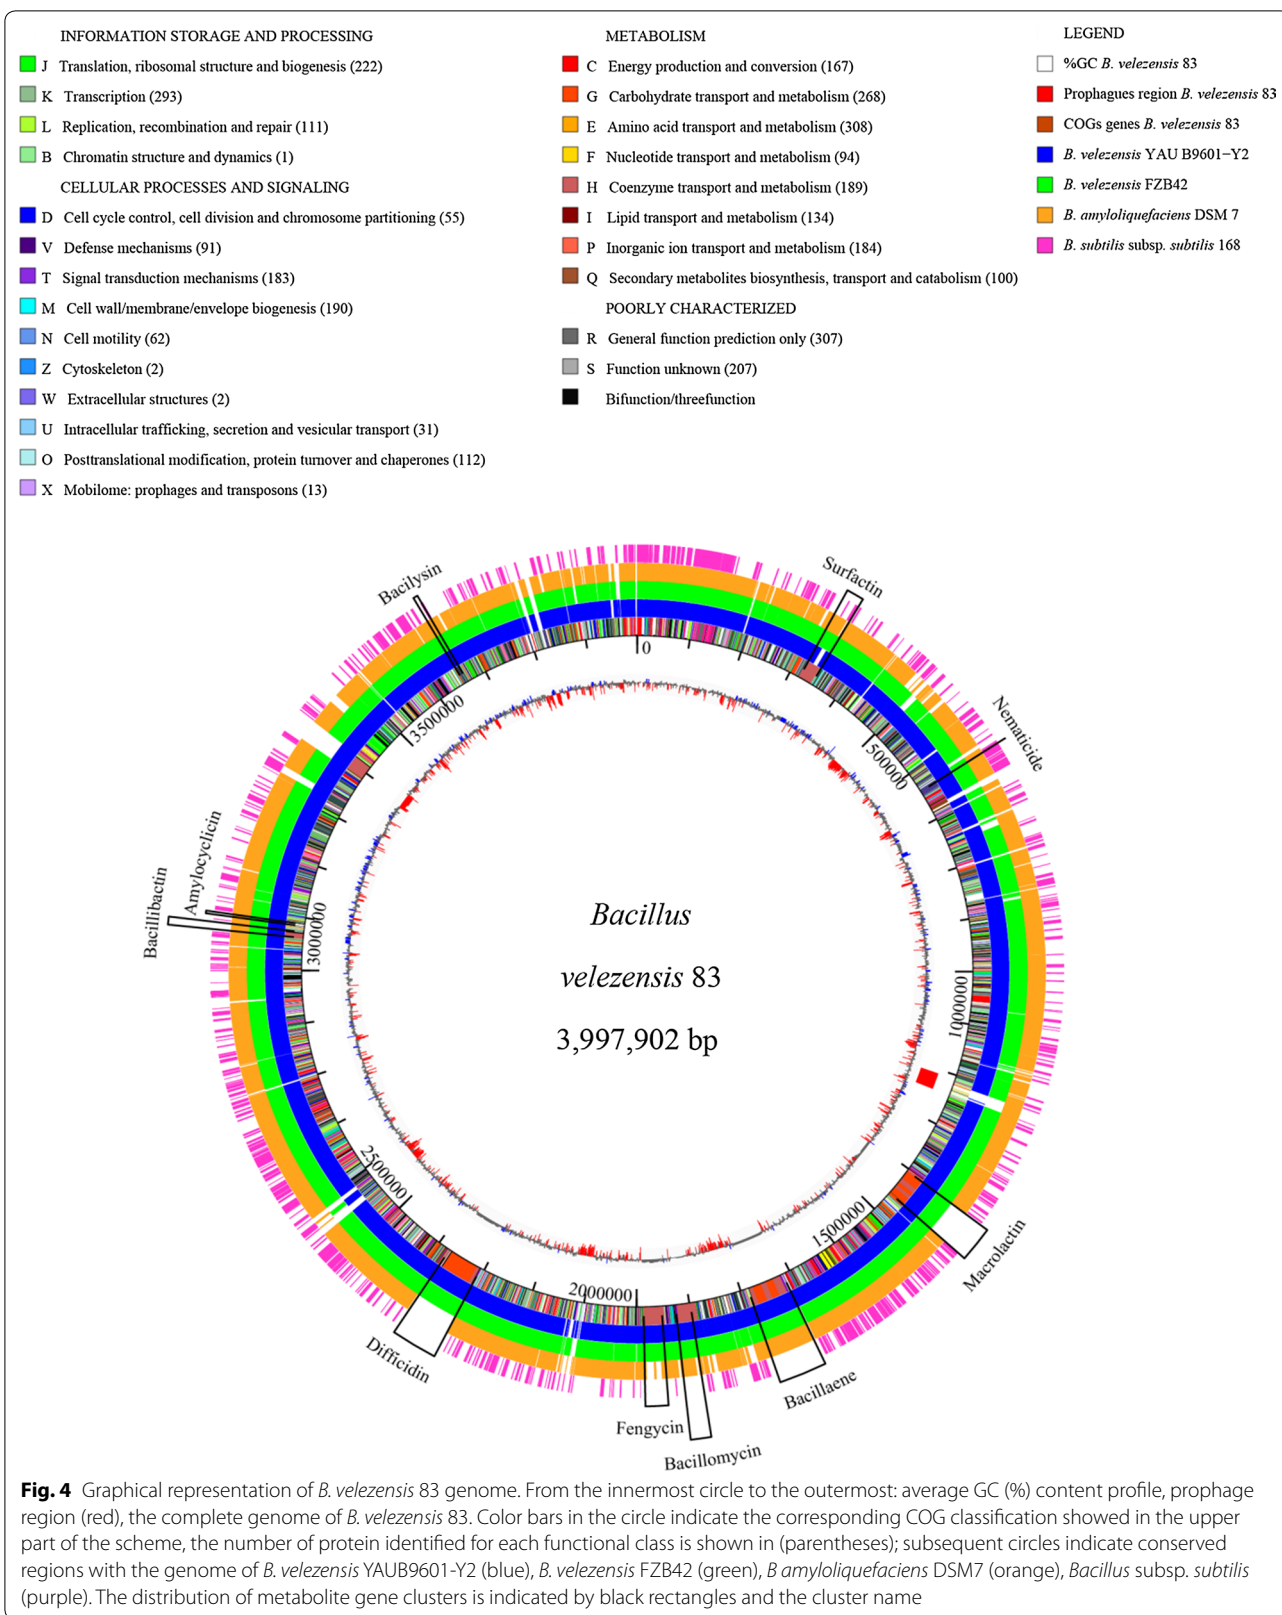 INFORMATION STORAGE AND PROCESSING
J Translation, ribosomal structure and biogenesis (222)
K Transcription (293)
L Replication, recombination and repair (111)
B Chromatin structure and dynamics (1)
CELLULAR PROCESSES AND SIGNALING
D Cell cycle control, cell division and chromosome partitioning (55)
V Defense mechanisms (91)
T Signal transduction mechanisms (183)
M Cell wall/membrane/envelope biogenesis (190)
N Cell motility (62)
Z Cytoskeleton (2)
W Extracellular structures (2)
U Intracellular trafficking, secretion and vesicular transport (31)
O Posttranslational modification, protein turnover and chaperones (112)
X Mobilome: prophages and transposons (13)
METABOLISM
C Energy production and conversion (167)
G Carbohydrate transport and metabolism (268)
E Amino acid transport and metabolism (308)
F Nucleotide transport and metabolism (94)
H Coenzyme transport and metabolism (189)
I Lipid transport and metabolism (134)
P Inorganic ion transport and metabolism (184)
Q Secondary metabolites biosynthesis, transport and catabolism (100)
POORLY CHARACTERIZED
R General function prediction only (307)
S Function unknown (207)
Bifunction/threefunction
LEGEND
%GC B. velezensis 83
Prophagues region B. velezensis 83
COGs genes B. velezensis 83
B. velezensis YAU B9601−Y2
B. velezensis FZB42
B. amyloliquefaciens DSM 7
B. subtilis subsp. subtilis 168
Bacilysin
Surfactin
Nematicide
Macrolactin
Bacillaene
Bacillomycin
Fengycin
Difficidin
Bacillibactin
Amylocyclicin
0
500000
1000000
1500000
2000000
2500000
3000000
3500000
Bacillus
velezensis 83
3,997,902 bp
Fig. 4 Graphical representation of B. velezensis 83 genome. From the innermost circle to the outermost: average GC (%) content profile, prophage
region (red), the complete genome of B. velezensis 83. Color bars in the circle indicate the corresponding COG classification showed in the upper
part of the scheme, the number of protein identified for each functional class is shown in (parentheses); subsequent circles indicate conserved
regions with the genome of B. velezensis YAUB9601-Y2 (blue), B. velezensis FZB42 (green), B amyloliquefaciens DSM7 (orange), Bacillus subsp. subtilis
(purple). The distribution of metabolite gene clusters is indicated by black rectangles and the cluster name